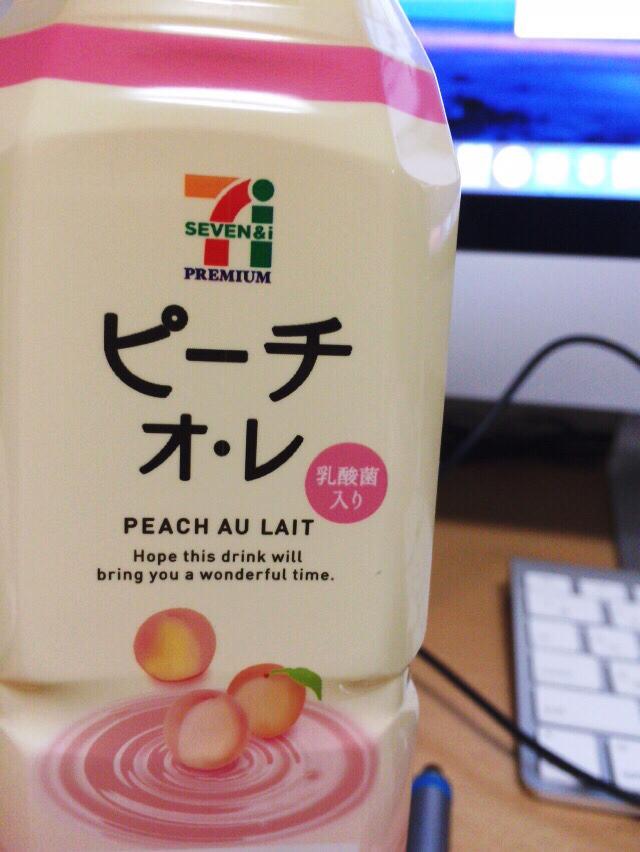 SEVEN&i
PREMIUM
ピーチ
オ・レ
乳酸菌
入り
PEACH AU LAIT
Hope this drink will
bring you a wonderful time.